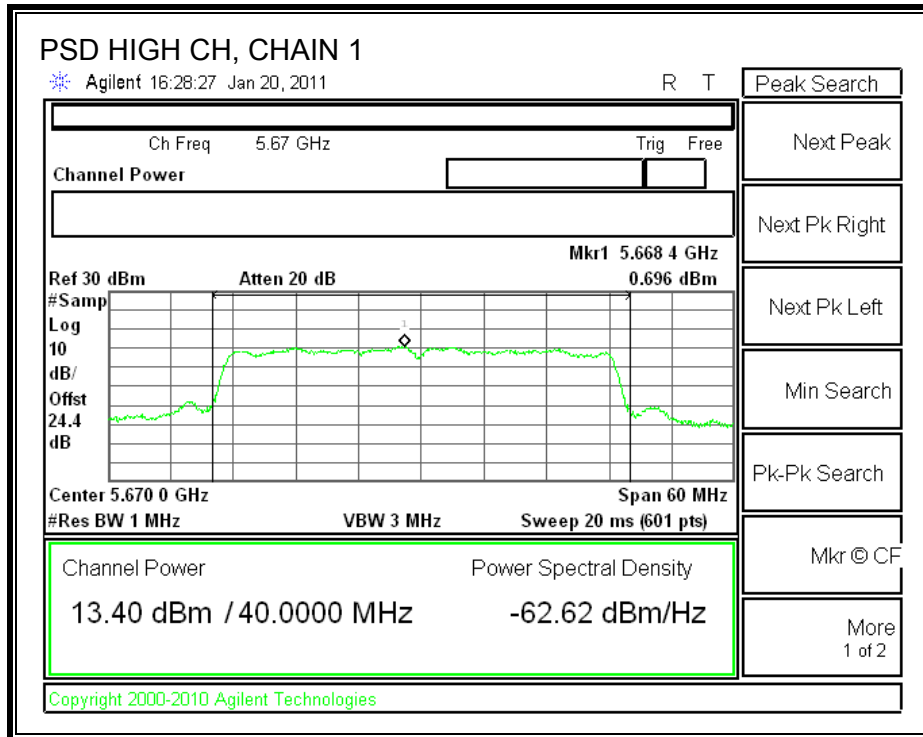 PSD HIGH CH, CHAIN 1
Agilent 16:28:27 Jan 20, 2011 R T
Peak Search
Ch Freq 5.67 GHz Trig Free
Next Peak
Channel Power
Next Pk Right
Mkr1 5.668 4 GHz
Ref 30 dBm Atten 20 dB 0.696 dBm
#Samp
Log
10
dB/
Offst
24.4
dB
1
Next Pk Left
Min Search
Pk-Pk Search
Center 5.670 0 GHz Span 60 MHz
#Res BW 1 MHz VBW 3 MHz Sweep 20 ms (601 pts)
Mkr © CF
Channel Power Power Spectral Density
13.40 dBm / 40.0000 MHz -62.62 dBm/Hz
More
1 of 2
Copyright 2000-2010 Agilent Technologies